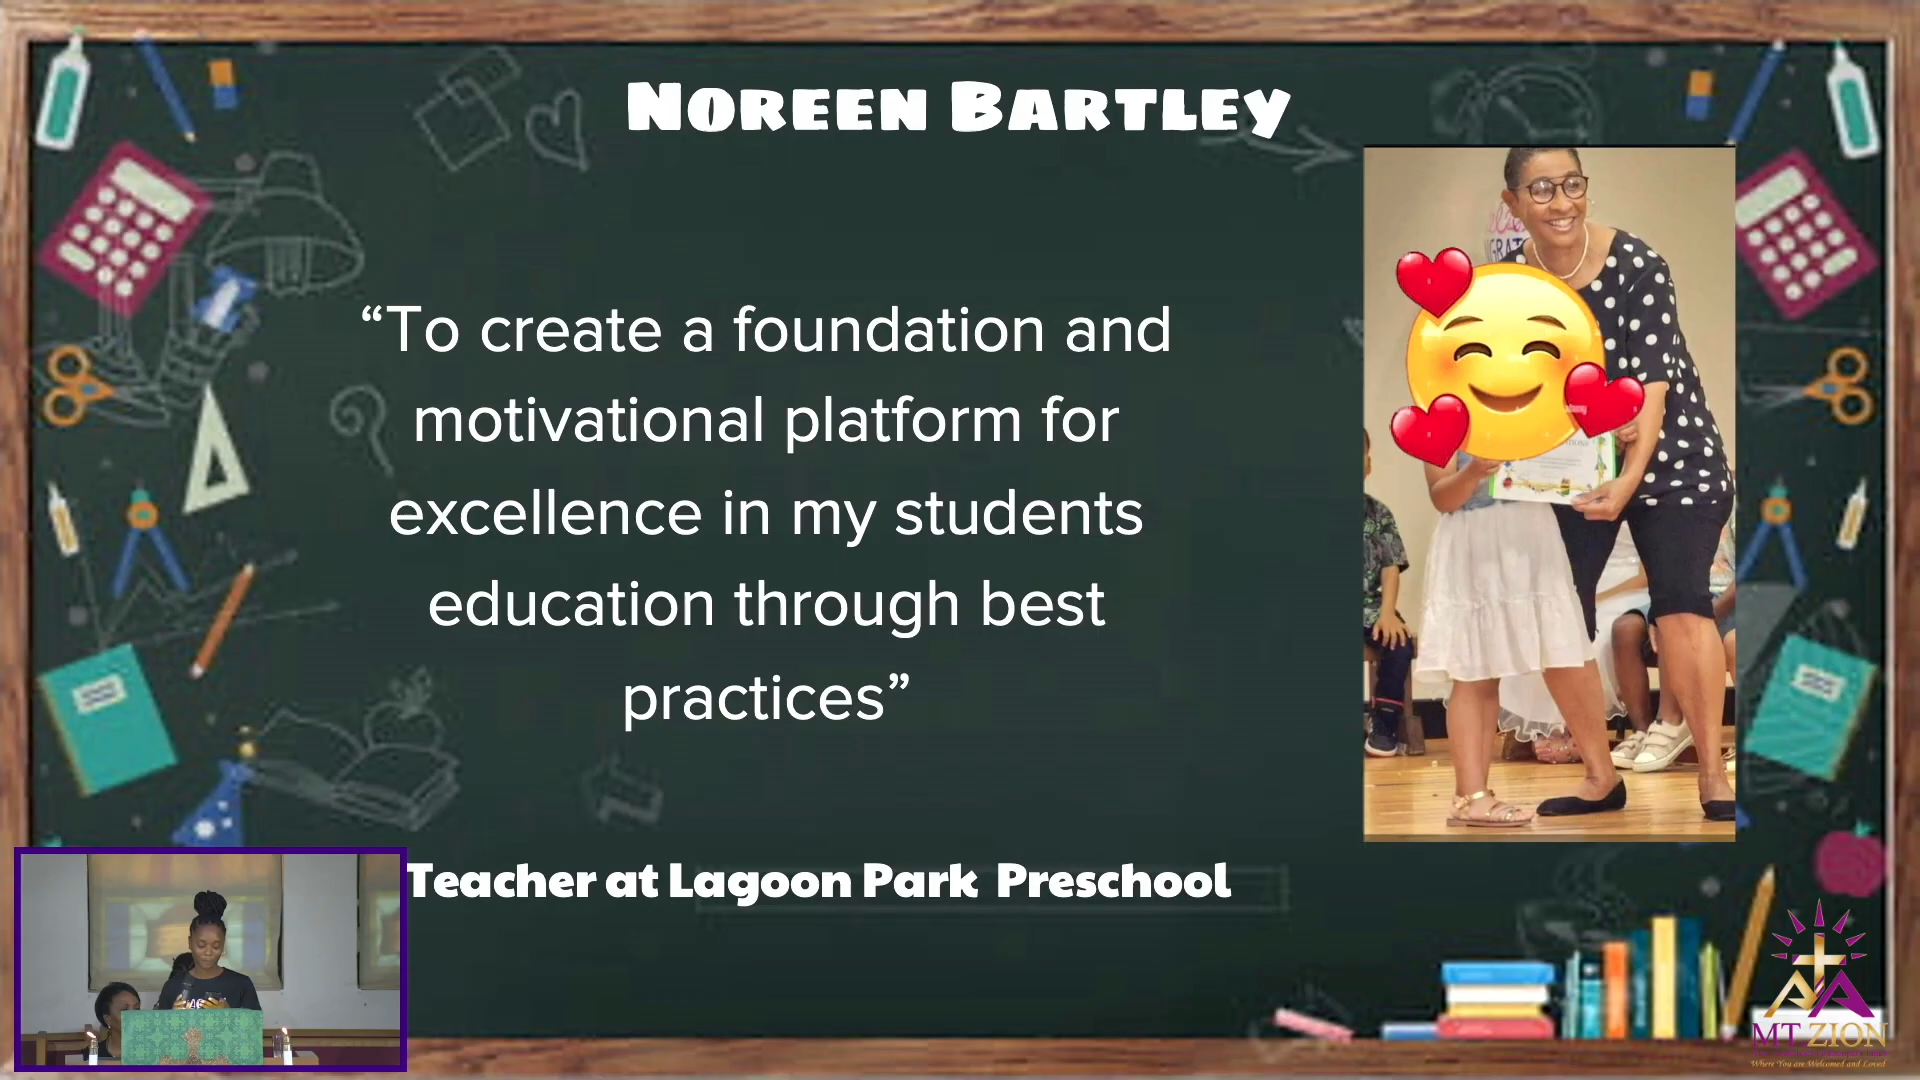 NOREEN BARTLEY
“To create a foundation and
motivational platform for
excellence in my students
education through best
practices”
Teacher at Lagoon Park Preschool
MT ZION
Where You are Welcomed and Loved